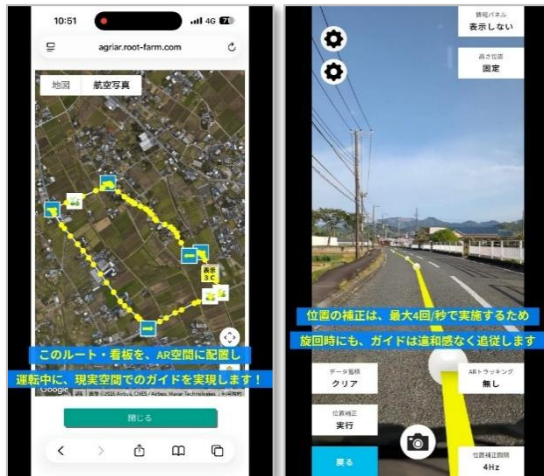 10:51
4G 71
agriar.root-farm.com
地図
航空写真
表示
3 C
このルート・看板を、AR空間に配置し
運転中に、現実空間でのガイドを実現します！
Google
閉じる
情報パネル
表示しない
高さ位置
固定
位置の補正は、最大4回/秒で実施するため
旋回時にも、ガイドは違和感なく追従します
データ蓄積
クリア
ARトラッキング
無し
位置補正
実行
戻る
位置補正間隔
4Hz